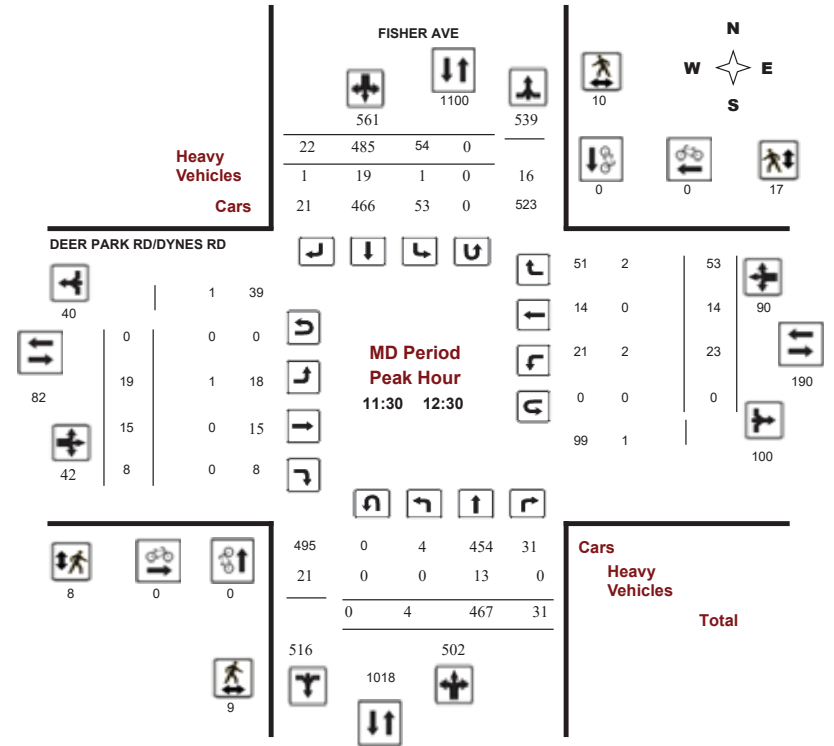 FISHER AVE
N
W E
S
1100
10
561 539
22 485 54 0
Heavy
Vehicles
1 19 1 0 16
Cars
21 466 53 0 523
0 0 17
DEER PARK RD/DYNES RD
51 2 53
1 39
40
14 0 14 90
0 0 0
MD Period
Peak Hour
11:30 12:30
21 2 23
82
19 1 18
190
0 0 0
15 0 15
99 1
100
42
8 0 8
495 0 4 454 31
Cars
21 0 0 13 0
Heavy
Vehicles
8 0 0
0 4 467 31
Total
516 502
1018
9